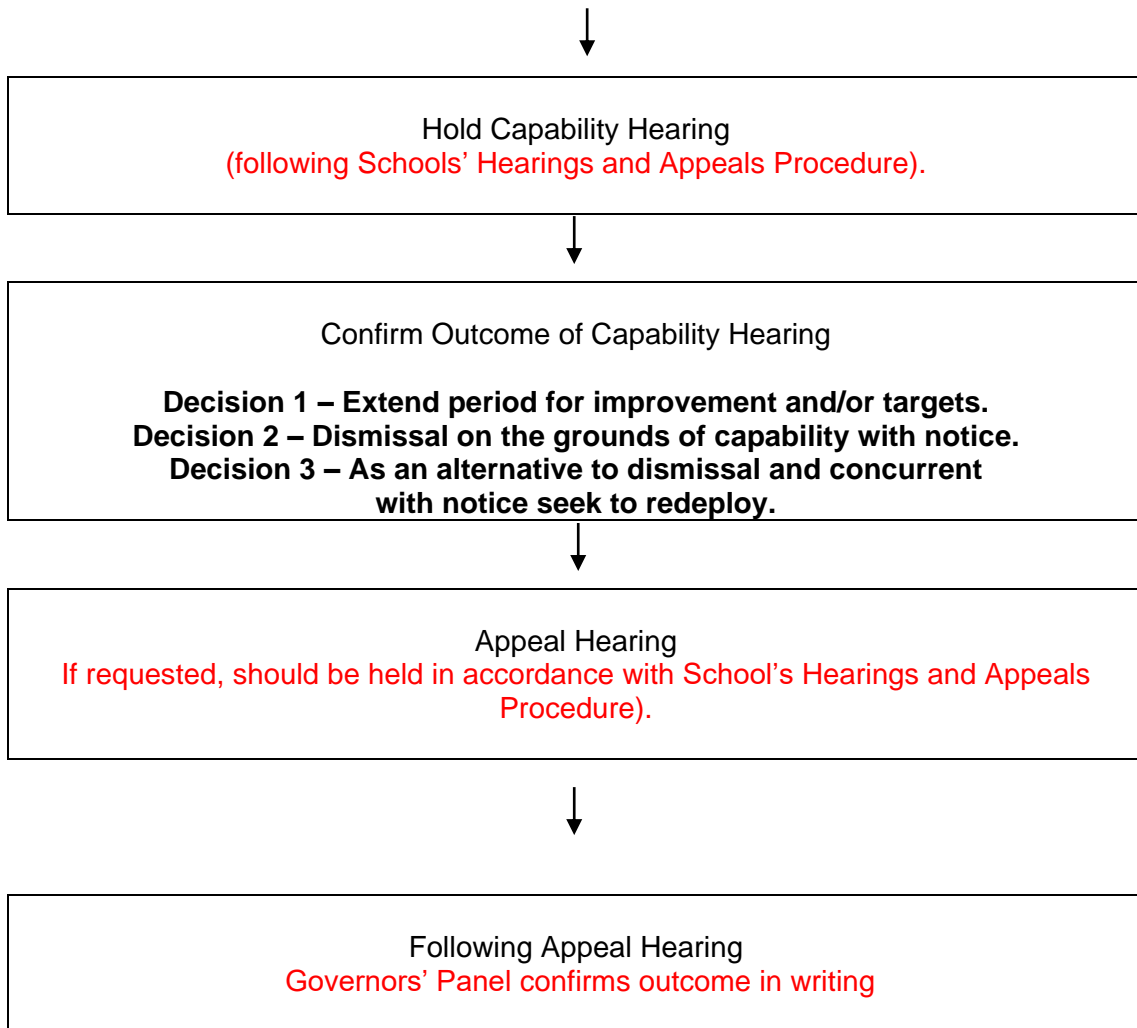 Hold Capability Hearing
(following Schools’ Hearings and Appeals Procedure).
Confirm Outcome of Capability Hearing
Decision 1 – Extend period for improvement and/or targets.
Decision 2 – Dismissal on the grounds of capability with notice.
Decision 3 – As an alternative to dismissal and concurrent
with notice seek to redeploy.
Appeal Hearing
If requested, should be held in accordance with School’s Hearings and Appeals
Procedure).
Following Appeal Hearing
Governors’ Panel confirms outcome in writing